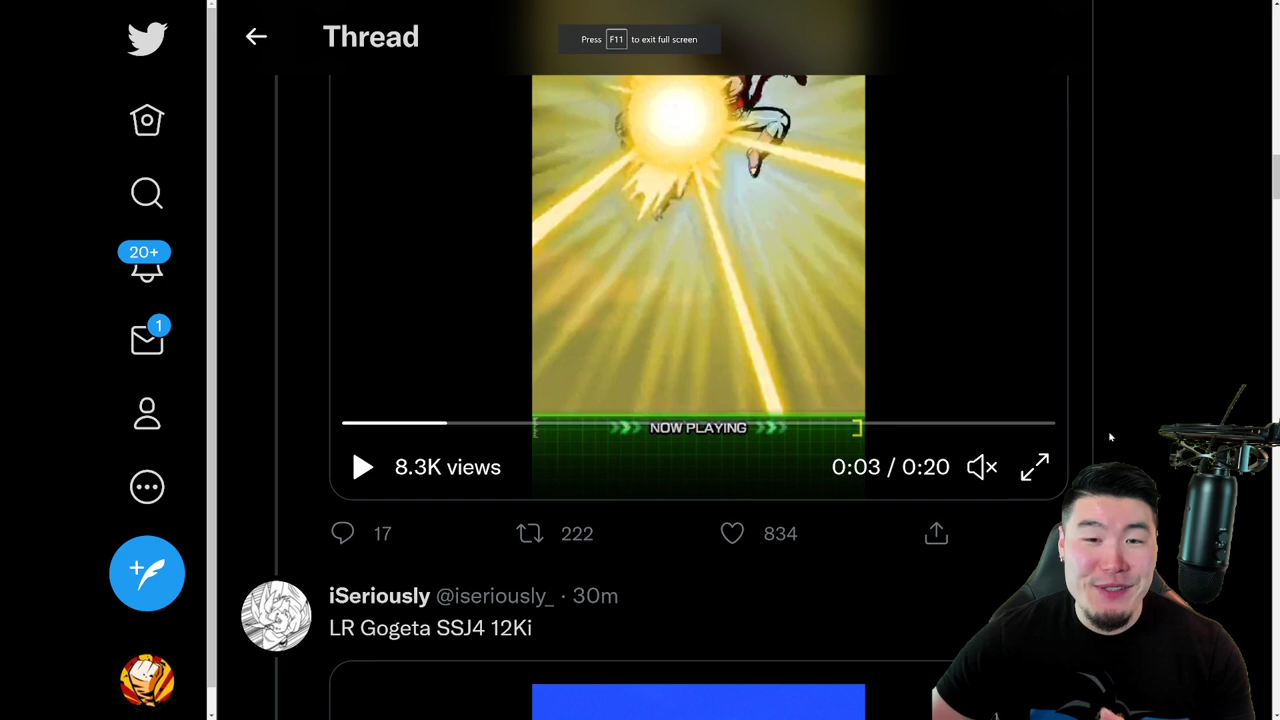 Thread
Press F11 to exit full screen
20+
1
NOW PLAYING
8.3K views
0:03 / 0:20
17
222
834
iSeriously @iseriously_ · 30m
LR Gogeta SSJ4 12Ki